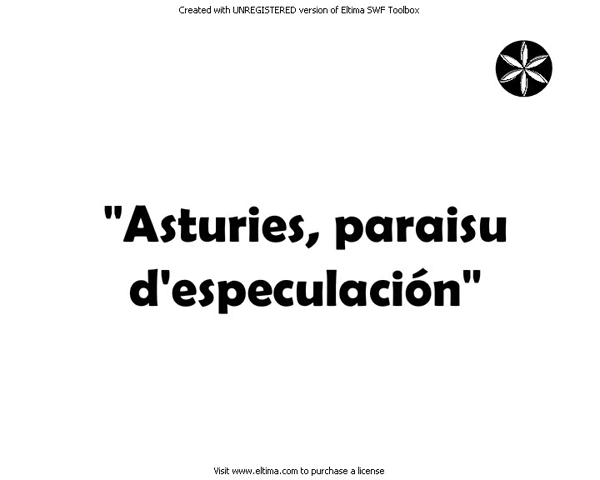 Created with UNREGISTERED version of Eltima SWF Toolbox
"Asturies, paraisu
d'especulación"
Visit www.eltima.com to purchase a license